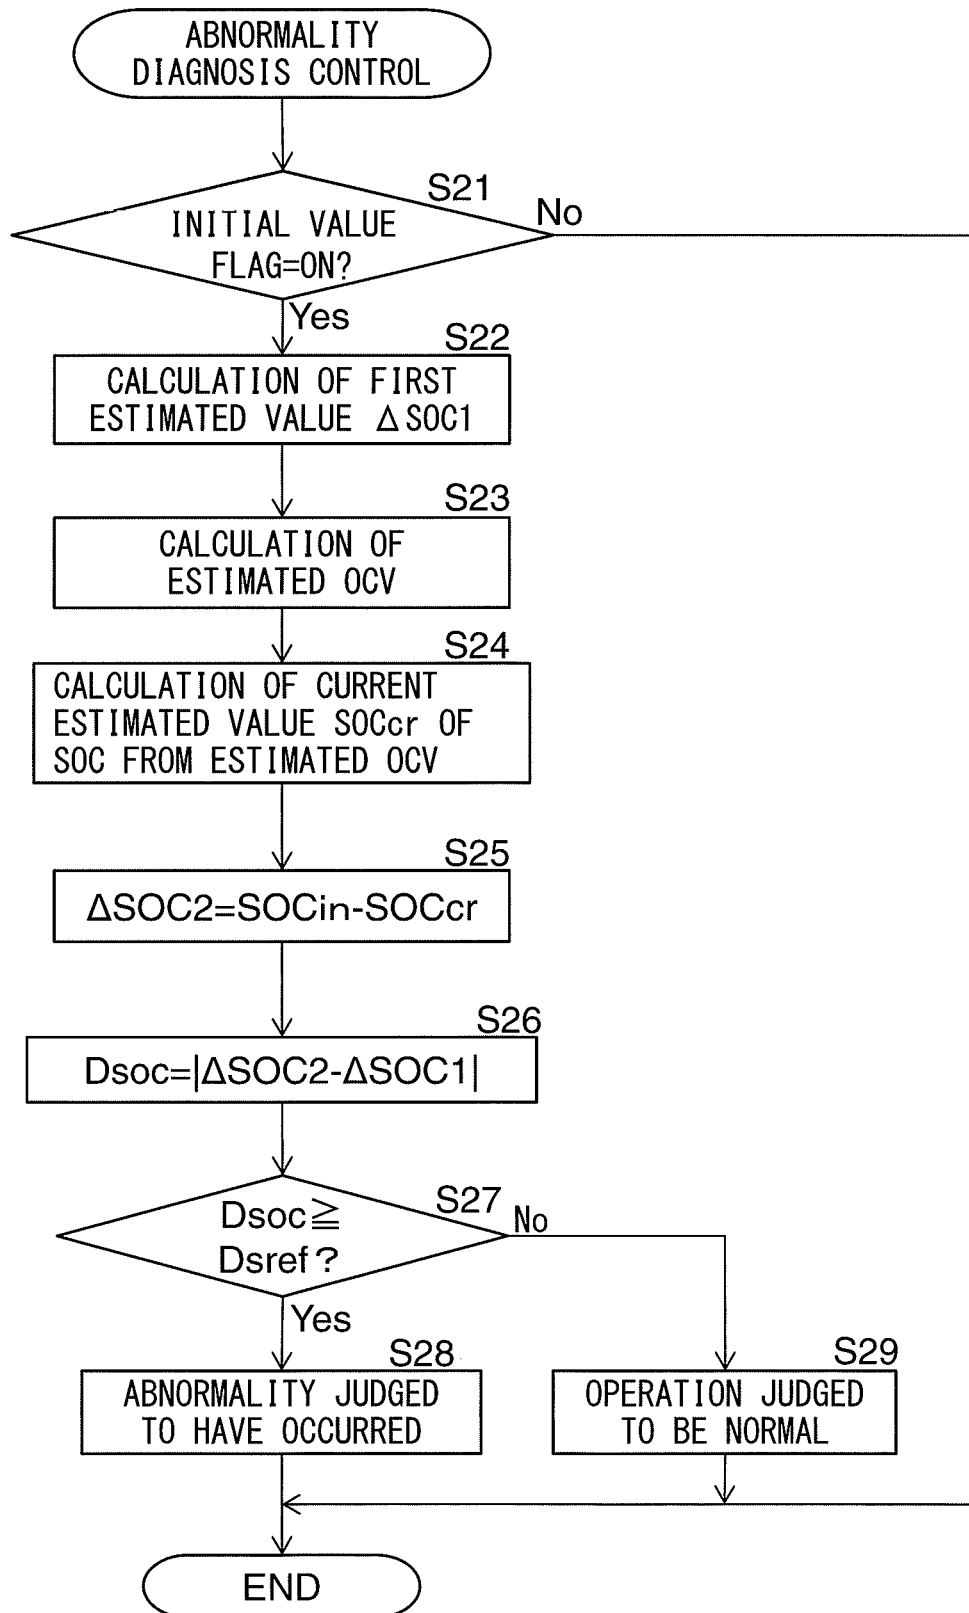 ABNORMALITY
DIAGNOSIS CONTROL
S21
INITIAL VALUE
FLAG=ON?
No
Yes
S22
CALCULATION OF FIRST
ESTIMATED VALUE ΔSOC1
S23
CALCULATION OF
ESTIMATED OCV
S24
CALCULATION OF CURRENT
ESTIMATED VALUE SOCcr OF
SOC FROM ESTIMATED OCV
S25
ΔSOC2=SOCin-SOCcr
S26
Dsoc=|ΔSOC2-ΔSOC1|
S27
Dsoc≧
Dsref?
No
Yes
S28
ABNORMALITY JUDGED
TO HAVE OCCURRED
S29
OPERATION JUDGED
TO BE NORMAL
END